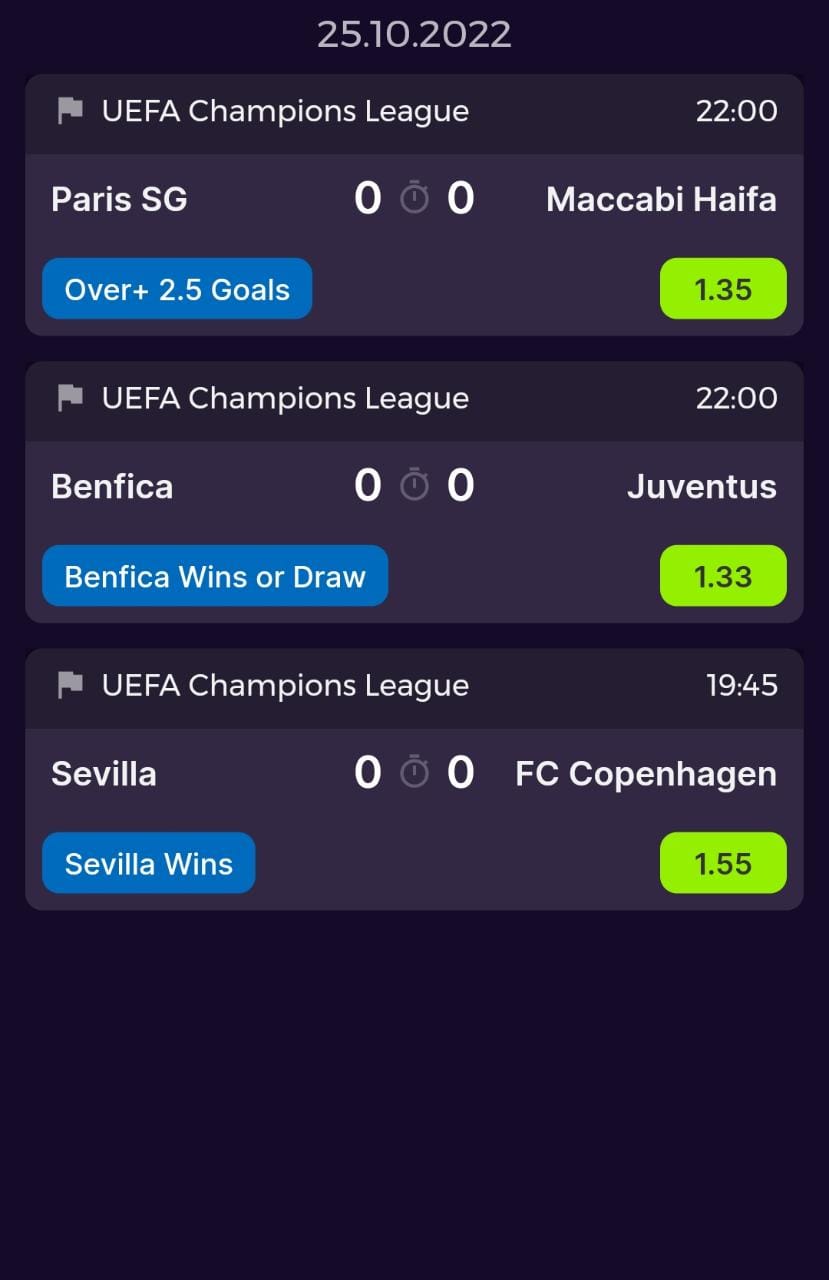 25.10.2022
UEFA Champions League 22:00
Paris SG 0 0 Maccabi Haifa
Over+ 2.5 Goals 1.35
UEFA Champions League 22:00
Benfica 0 0 Juventus
Benfica Wins or Draw 1.33
UEFA Champions League 19:45
Sevilla 0 0 FC Copenhagen
Sevilla Wins 1.55